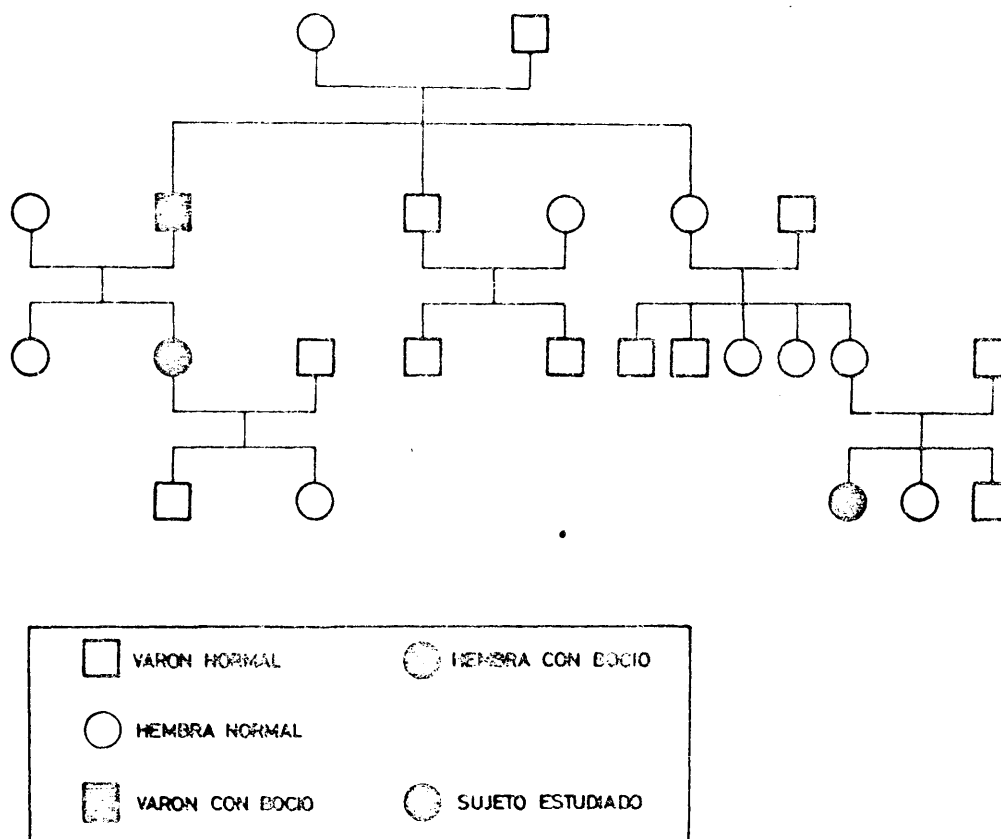 VARON NORMAL
HEMBRA CON BOCIO
HEMBRA NORMAL
VARON CON BOCIO
SUJETO ESTUDIADO